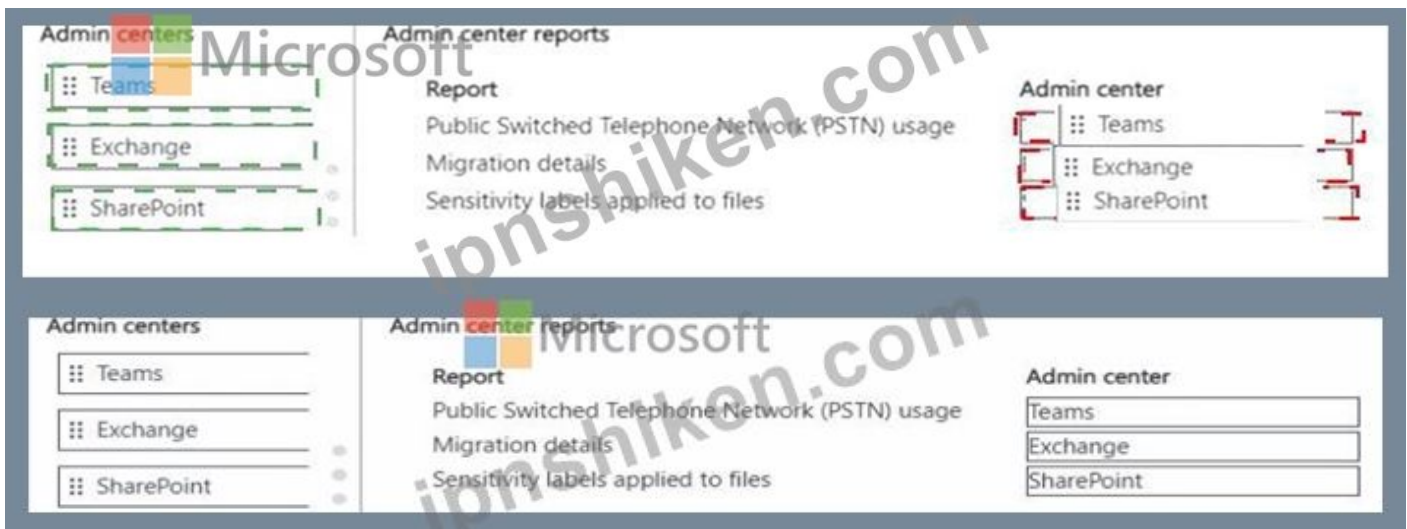 Admin centers
Microsoft
Teams
Exchange
SharePoint
Admin center reports
Report
Public Switched Telephone Network (PSTN) usage
Migration details
Sensitivity labels applied to files
Admin center
Teams
Exchange
SharePoint
ipnshiken.com
Admin centers
Teams
Exchange
SharePoint
Admin center reports
Microsoft
Report
Public Switched Telephone Network (PSTN) usage
Migration details
Sensitivity labels applied to files
Admin center
Teams
Exchange
SharePoint
ipnshiken.com